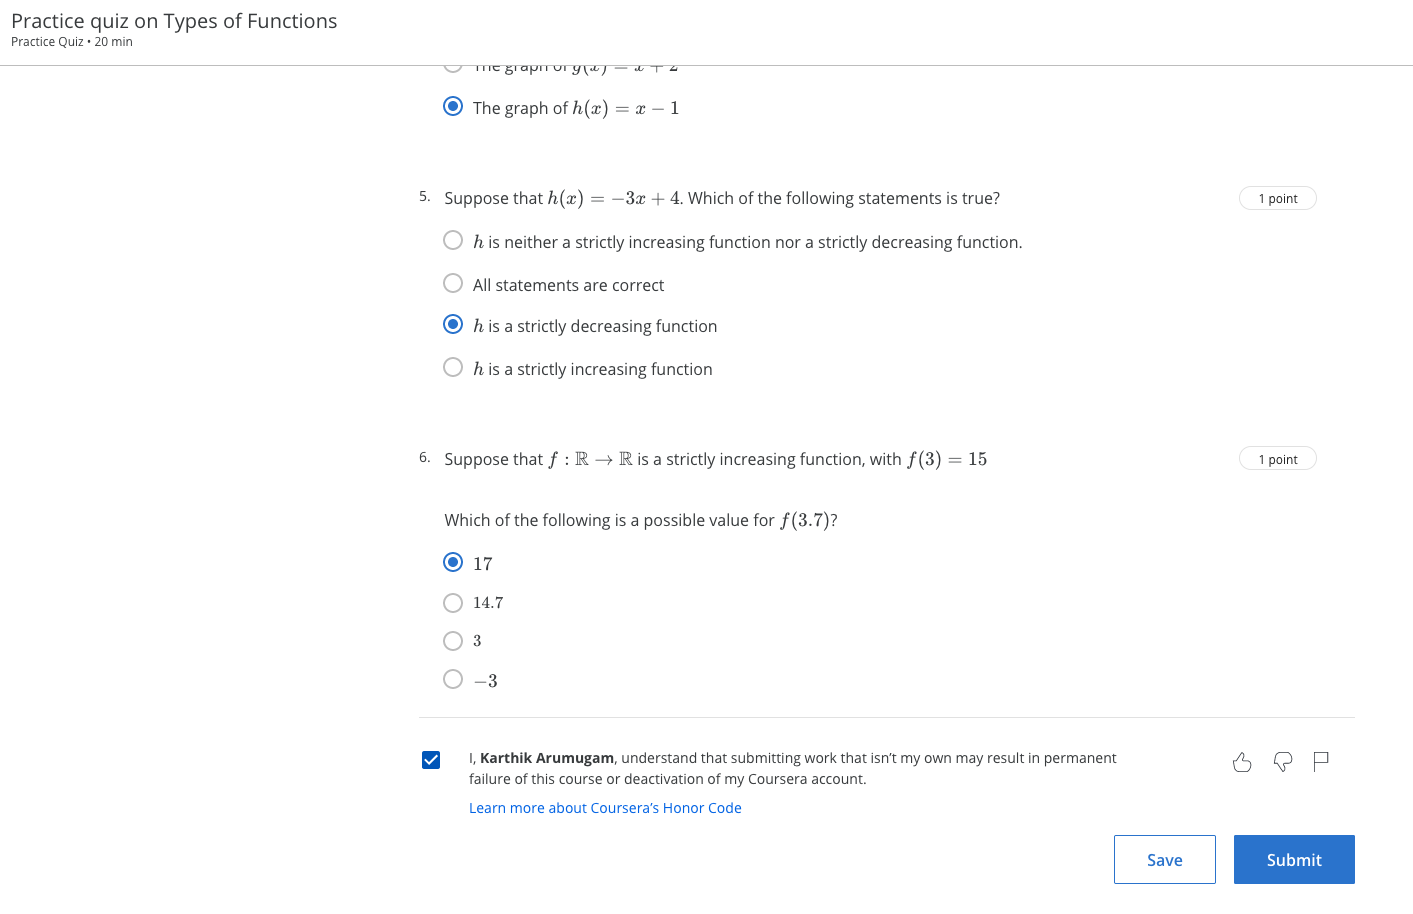 Practice quiz on Types of Functions
Practice Quiz • 20 min
The graph of g(x) = x + 2
The graph of h(x) = x − 1
5. Suppose that h(x) = −3x + 4. Which of the following statements is true?
1 point
h is neither a strictly increasing function nor a strictly decreasing function.
All statements are correct
h is a strictly decreasing function
h is a strictly increasing function
6. Suppose that f : ℝ → ℝ is a strictly increasing function, with f(3) = 15
1 point
Which of the following is a possible value for f(3.7)?
17
14.7
3
−3
I, Karthik Arumugam, understand that submitting work that isn’t my own may result in permanent
failure of this course or deactivation of my Coursera account.
Learn more about Coursera’s Honor Code
Save
Submit